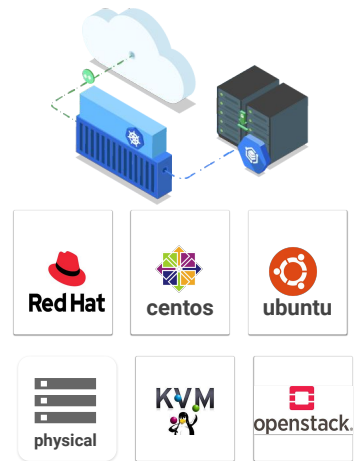 Red Hat
centos
ubuntu
physical
KVM
openstack.